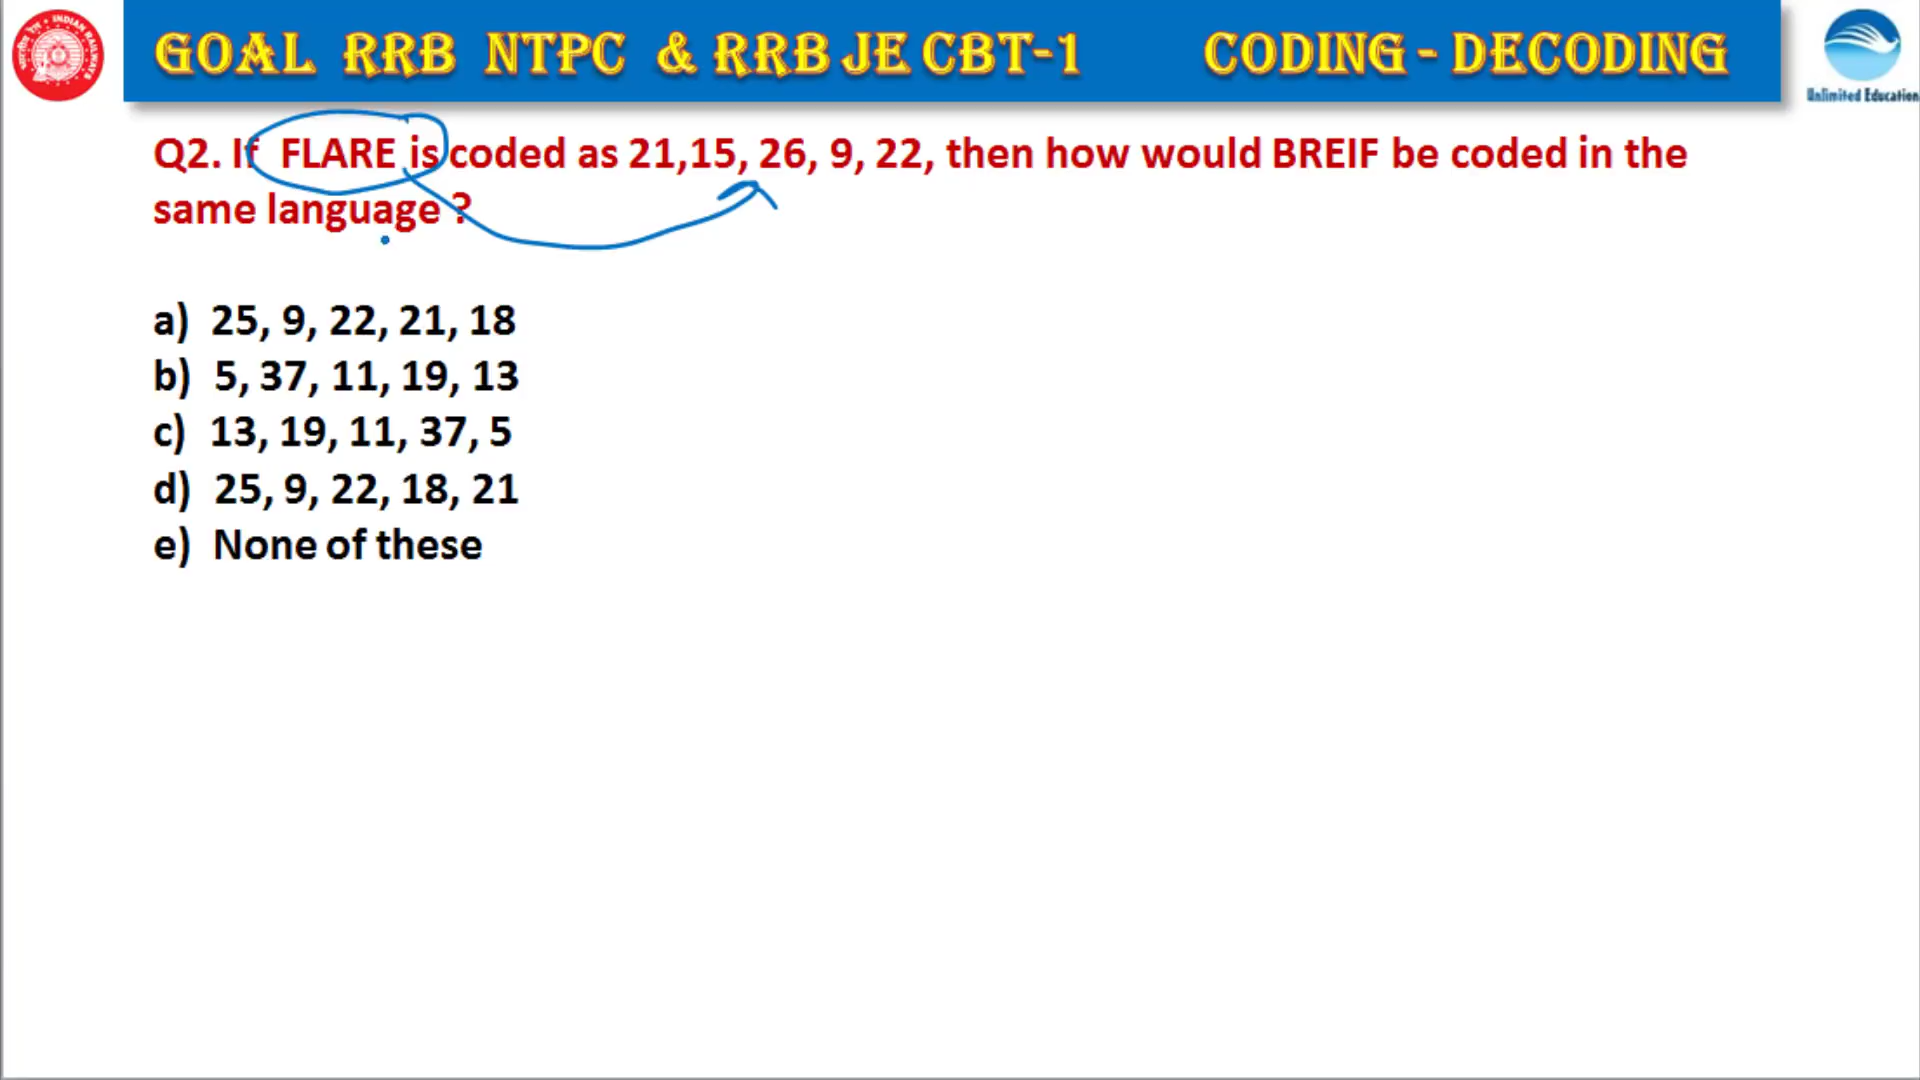 GOAL RRB NTPC & RRB JE CBT-1 CODING - DECODING
INDIAN RAILWAYS
Unlimited Education
Q2. If FLARE is coded as 21,15, 26, 9, 22, then how would BREIF be coded in the
same language ?
a) 25, 9, 22, 21, 18
b) 5, 37, 11, 19, 13
c) 13, 19, 11, 37, 5
d) 25, 9, 22, 18, 21
e) None of these